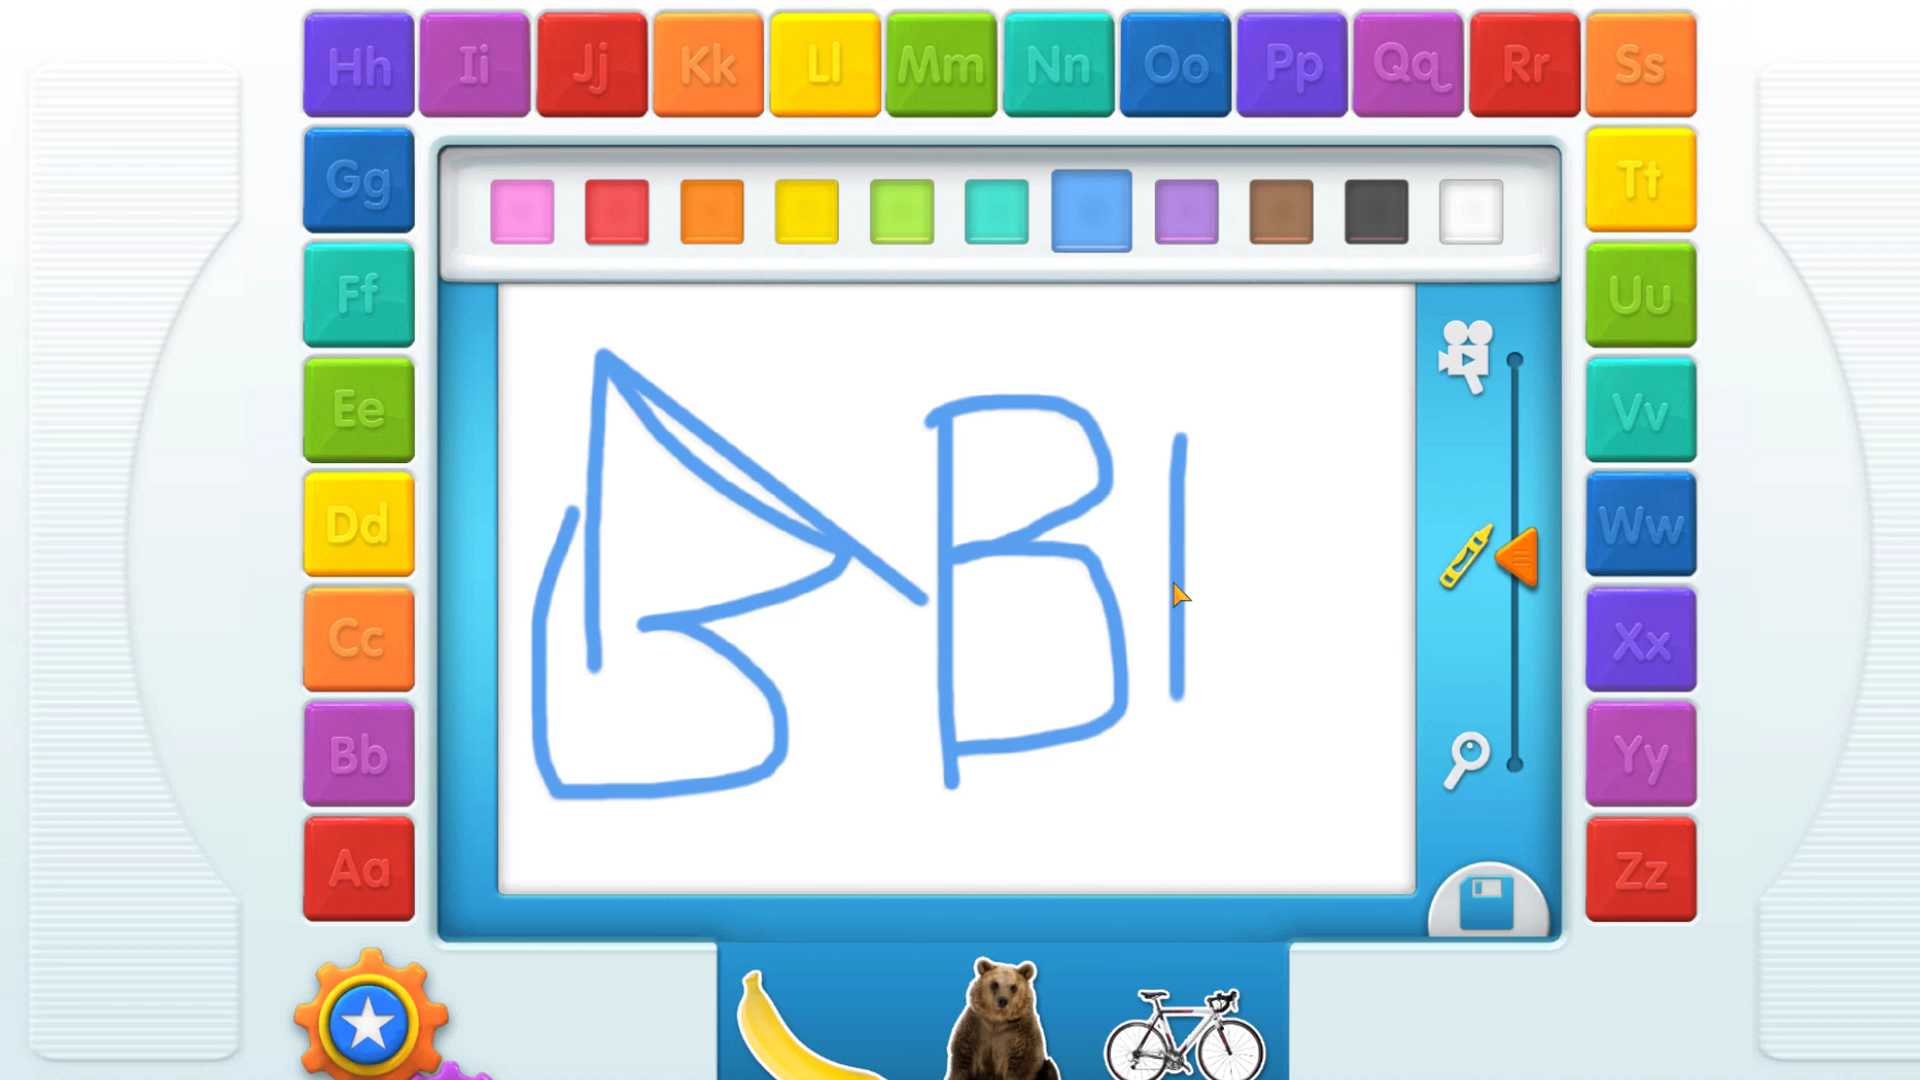 Hh Ii Jj Kk Ll Mm Nn Oo Pp Qq Rr Ss
Gg
Ff
Ee
Dd
Cc
Bb
Aa
Tt
Uu
Vv
Ww
Xx
Yy
Zz
B